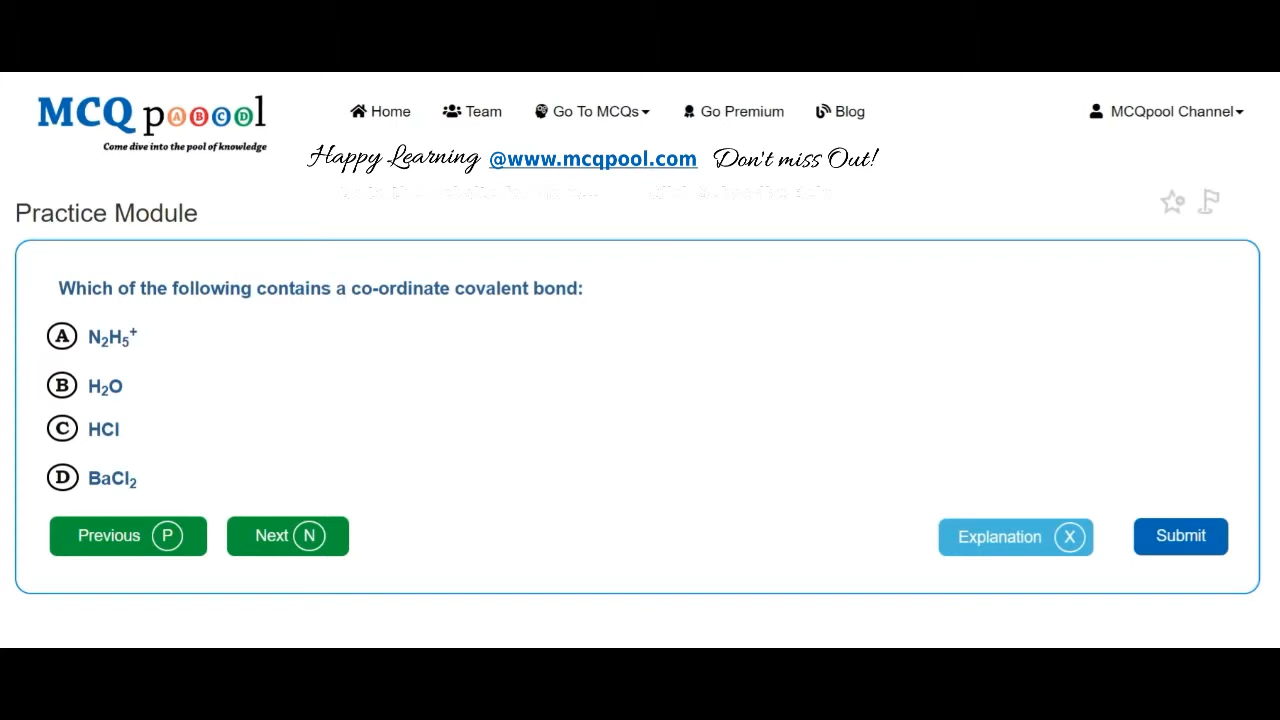 MCQ pABCDl
Come dive into the pool of knowledge
Home Team Go To MCQs Go Premium Blog MCQpool Channel
Happy Learning @www.mcqpool.com Don't miss Out!
Practice Module
Which of the following contains a co-ordinate covalent bond:
A N₂H₅⁺
B H₂O
C HCl
D BaCl₂
Previous P Next N Explanation X Submit